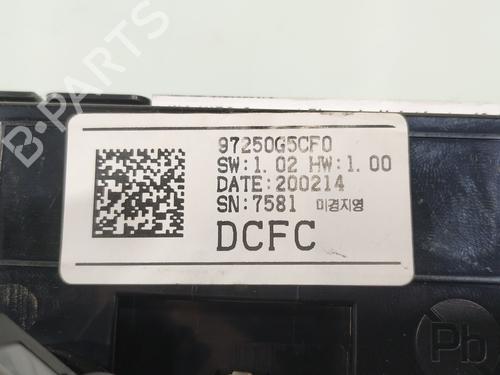 97250G5CF0
SW:1.02 HW:1.00
DATE:200214
SN:7581 미경지영
DCFC
Pb
B-PARTS